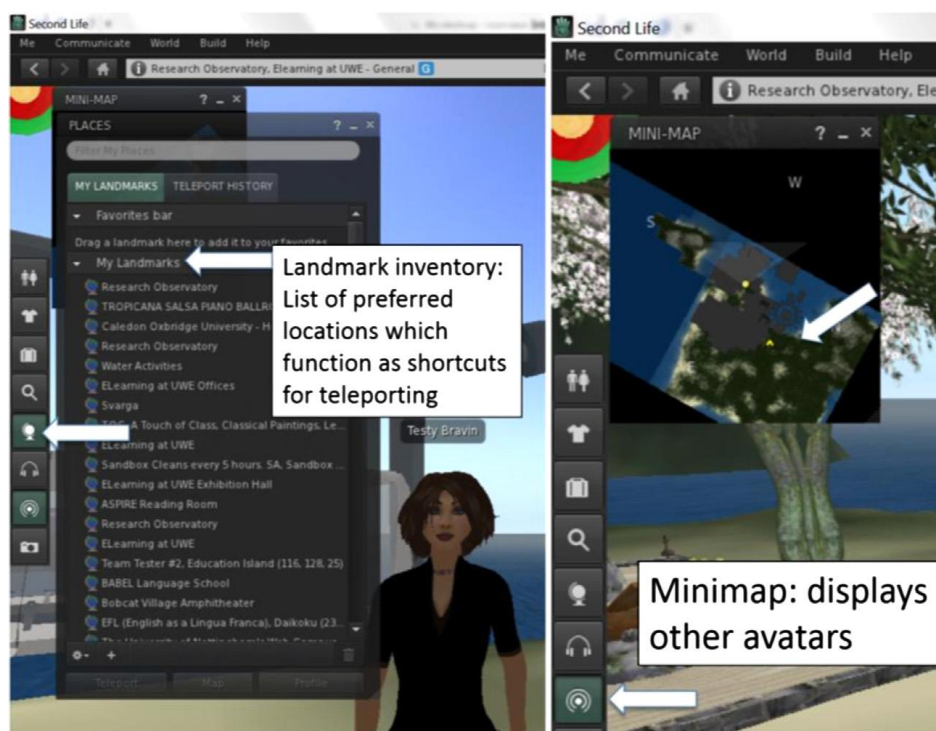 Second Life
Me Communicate World Build Help
Research Observatory, Elearning at UWE - General G
MINI-MAP ? _ ×
PLACES ? _ ×
Filter My Places
MY LANDMARKS TELEPORT HISTORY
Favorites bar
Drag a landmark here to add it to your favorites
My Landmarks
Research Observatory
TROPICANA SALSA PIANO BALLR
Caledon Oxbridge University - H
Research Observatory
Water Activities
ELearning at UWE Offices
Svarga
A Touch of Class, Classical Paintings, Le...
ELearning at UWE
Sandbox Cleans every 5 hours. SA, Sandbox ...
ELearning at UWE Exhibition Hall
ASPIRE Reading Room
Research Observatory
ELearning at UWE
Team Tester #2, Education Island (116, 128, 25)
BABEL Language School
Bobcat Village Amphitheater
EFL (English as a Lingua Franca), Daikoku (23...
Teleport Map Profile
Landmark inventory:
List of preferred
locations which
function as shortcuts
for teleporting
Testy Bravin
Second Life
Me Communicate World Build Help
Research Observatory, Ele
MINI-MAP ? _ ×
W
S
Minimap: displays
other avatars